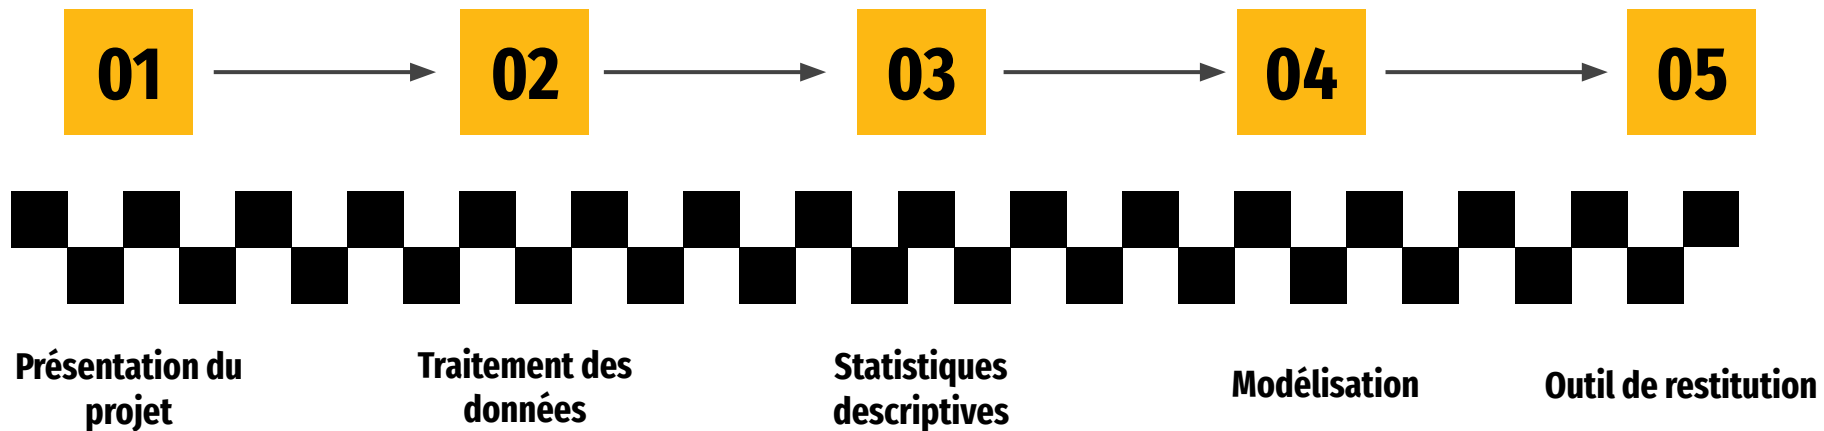 01
02
03
04
05
Présentation du
projet
Traitement des
données
Statistiques
descriptives
Modélisation
Outil de restitution